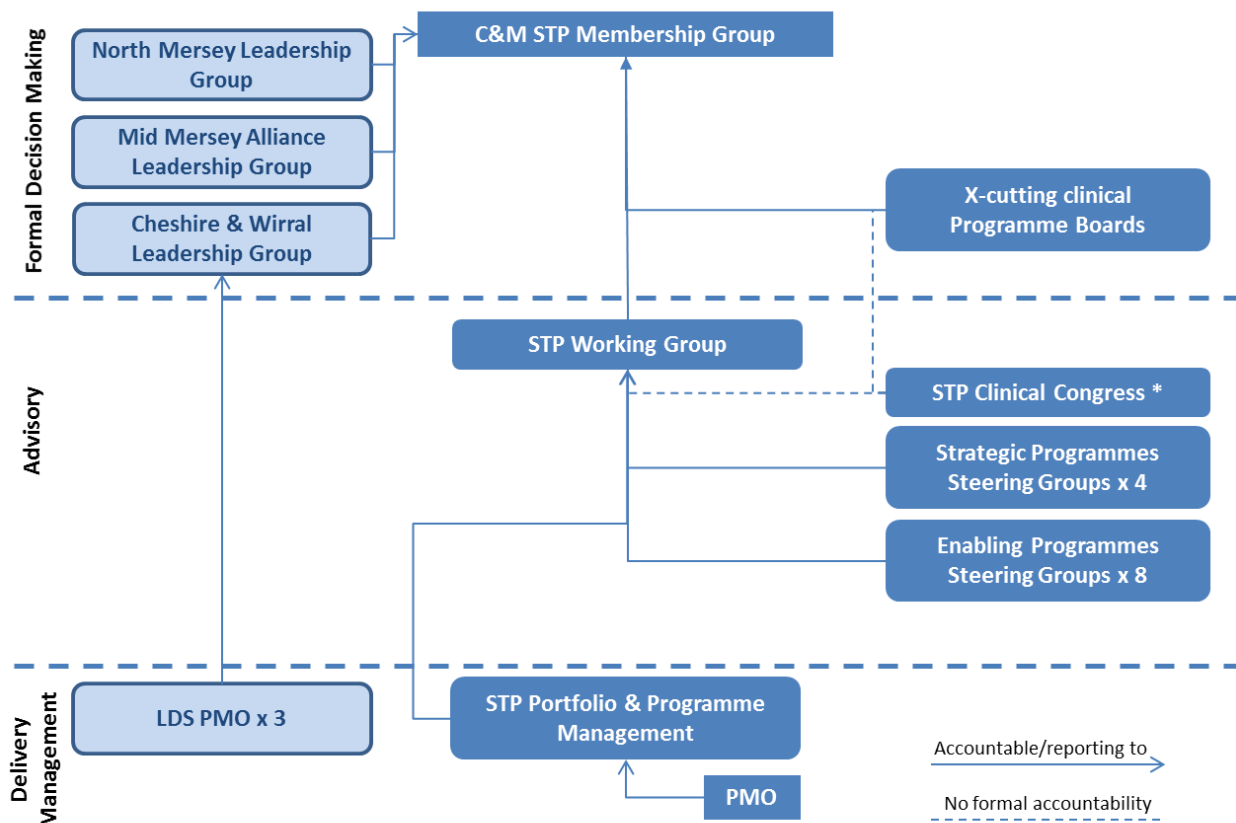 Formal Decision Making
North Mersey Leadership
Group
Mid Mersey Alliance
Leadership Group
Cheshire & Wirral
Leadership Group
C&M STP Membership Group
X-cutting clinical
Programme Boards
Advisory
STP Working Group
STP Clinical Congress *
Strategic Programmes
Steering Groups x 4
Enabling Programmes
Steering Groups x 8
Delivery
Management
LDS PMO x 3
STP Portfolio & Programme
Management
PMO
Accountable/reporting to
No formal accountability